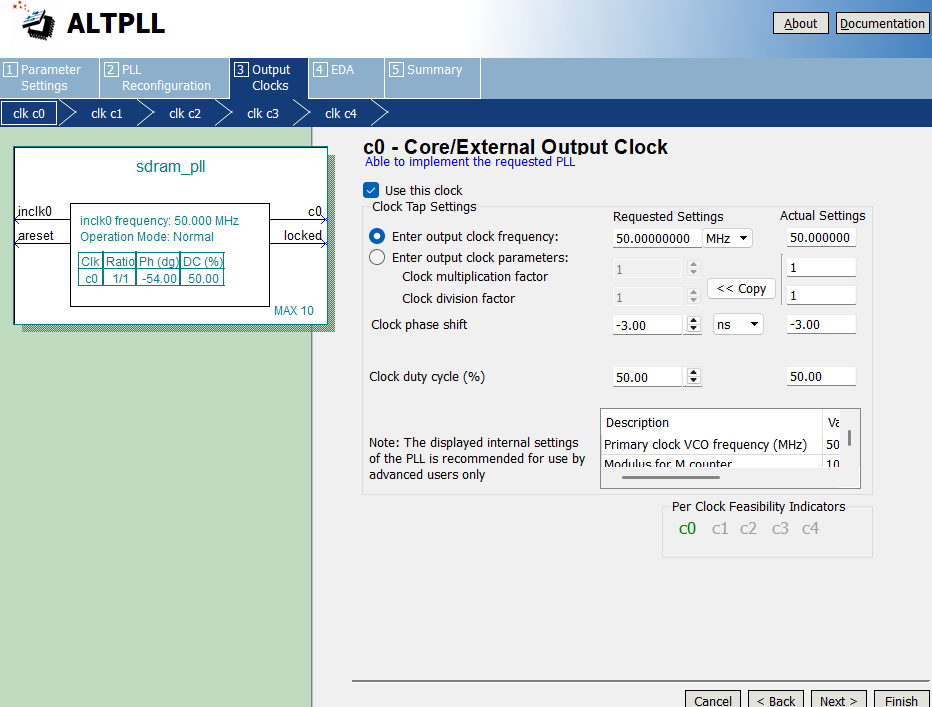 ALTPLL
About
Documentation
1 Parameter Settings
2 PLL Reconfiguration
3 Output Clocks
4 EDA
5 Summary
clk c0
clk c1
clk c2
clk c3
clk c4
sdram_pll
inclk0
areset
inclk0 frequency: 50.000 MHz
Operation Mode: Normal
Clk Ratio Ph (dg) DC (%)
c0 1/1 -54.00 50.00
c0
locked
MAX 10
c0 - Core/External Output Clock
Able to implement the requested PLL
Use this clock
Clock Tap Settings
Requested Settings
Actual Settings
Enter output clock frequency:
50.00000000
MHz
50.000000
Enter output clock parameters:
Clock multiplication factor
1
1
Clock division factor
1
<< Copy
1
Clock phase shift
-3.00
ns
-3.00
Clock duty cycle (%)
50.00
50.00
Note: The displayed internal settings
of the PLL is recommended for use by
advanced users only
Description
Primary clock VCO frequency (MHz)
Modulus for M counter
Per Clock Feasibility Indicators
c0 c1 c2 c3 c4
Cancel
< Back
Next >
Finish